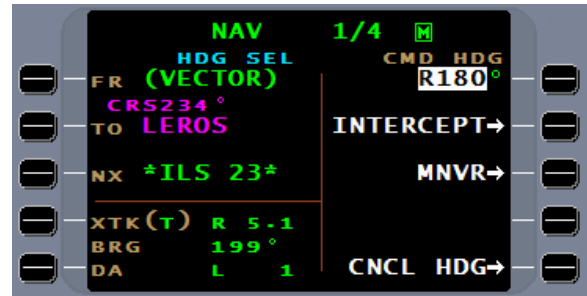 NAV 1/4 M
HDG SEL CMD HDG
FR (VECTOR) R180°
CRS234°
TO LEROS INTERCEPT→
NX *ILS 23* MNVR→
XTK(T) R 5.1
BRG 199°
DA L 1 CNCL HDG→